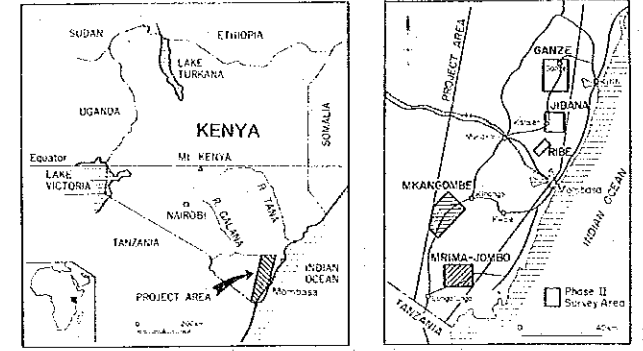 SUDAN
ETHIOPIA
LAKE
TURKANA
UGANDA
KENYA
SOMALIA
Equator
Mt. KENYA
LAKE
VICTORIA
NAIROBI
R. GALANA
R. TANA
TANZANIA
INDIAN
OCEAN
PROJECT AREA
Mombasa
PROJECT AREA
GANZE
JIBANA
RIBE
MKANGOMBE
Mombasa
INDIAN OCEAN
MRIMA-JOMBO
TANZANIA
Phase II
Survey Area